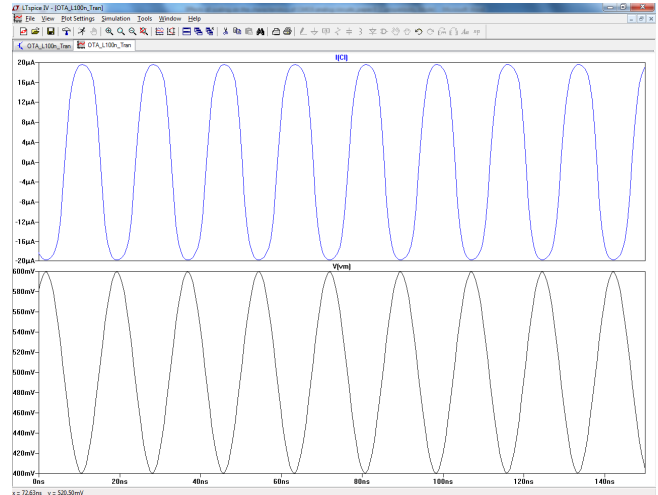 LTspice IV - [OTA_L100n_Tran]
File View Plot Settings Simulation Tools Window Help
OTA_L100n_Tran OTA_L100n_Tran
I(Cl)
20µA
16µA
12µA
8µA
4µA
0µA
-4µA
-8µA
-12µA
-16µA
-20µA
V(vm)
600mV
580mV
560mV
540mV
520mV
500mV
480mV
460mV
440mV
420mV
400mV
0ns 20ns 40ns 60ns 80ns 100ns 120ns 140ns
x = 72.63ns v = 520.50mV